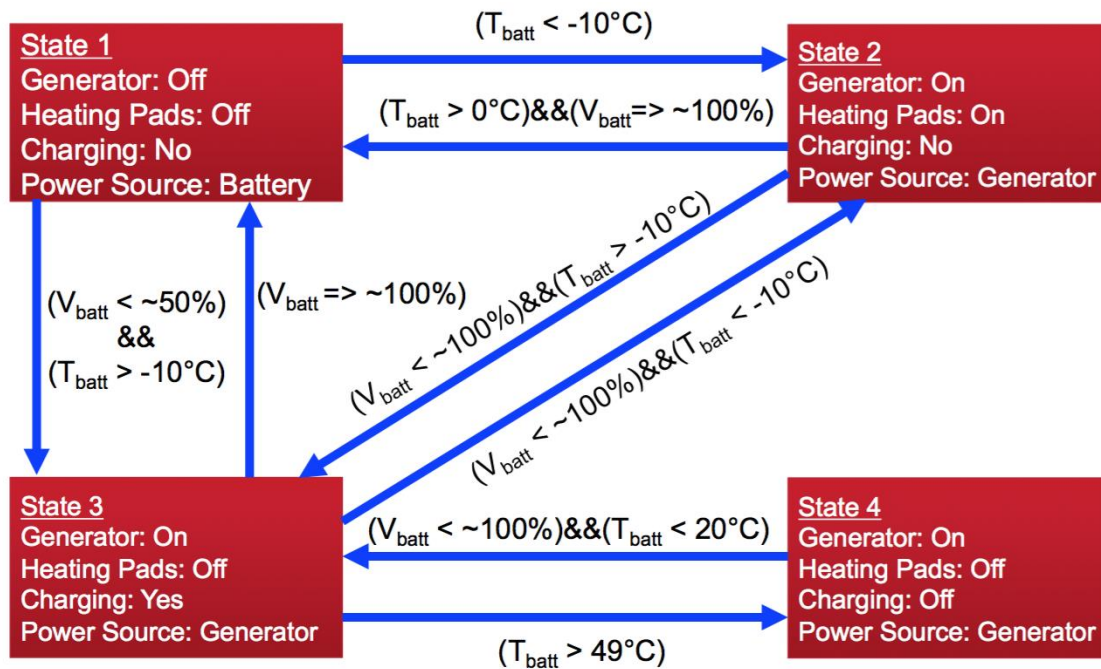 (Tbatt < -10°C)
State 1
Generator: Off
Heating Pads: Off
Charging: No
Power Source: Battery
State 2
Generator: On
Heating Pads: On
Charging: No
Power Source: Generator
(Tbatt > 0°C)&&(Vbatt=> ~100%)
(Vbatt < ~50%)
&&
(Tbatt > -10°C)
(Vbatt => ~100%)
(Vbatt < ~100%)&&(Tbatt > -10°C)
(Vbatt < ~100%)&&(Tbatt < -10°C)
State 3
Generator: On
Heating Pads: Off
Charging: Yes
Power Source: Generator
(Vbatt < ~100%)&&(Tbatt < 20°C)
State 4
Generator: On
Heating Pads: Off
Charging: Off
Power Source: Generator
(Tbatt > 49°C)